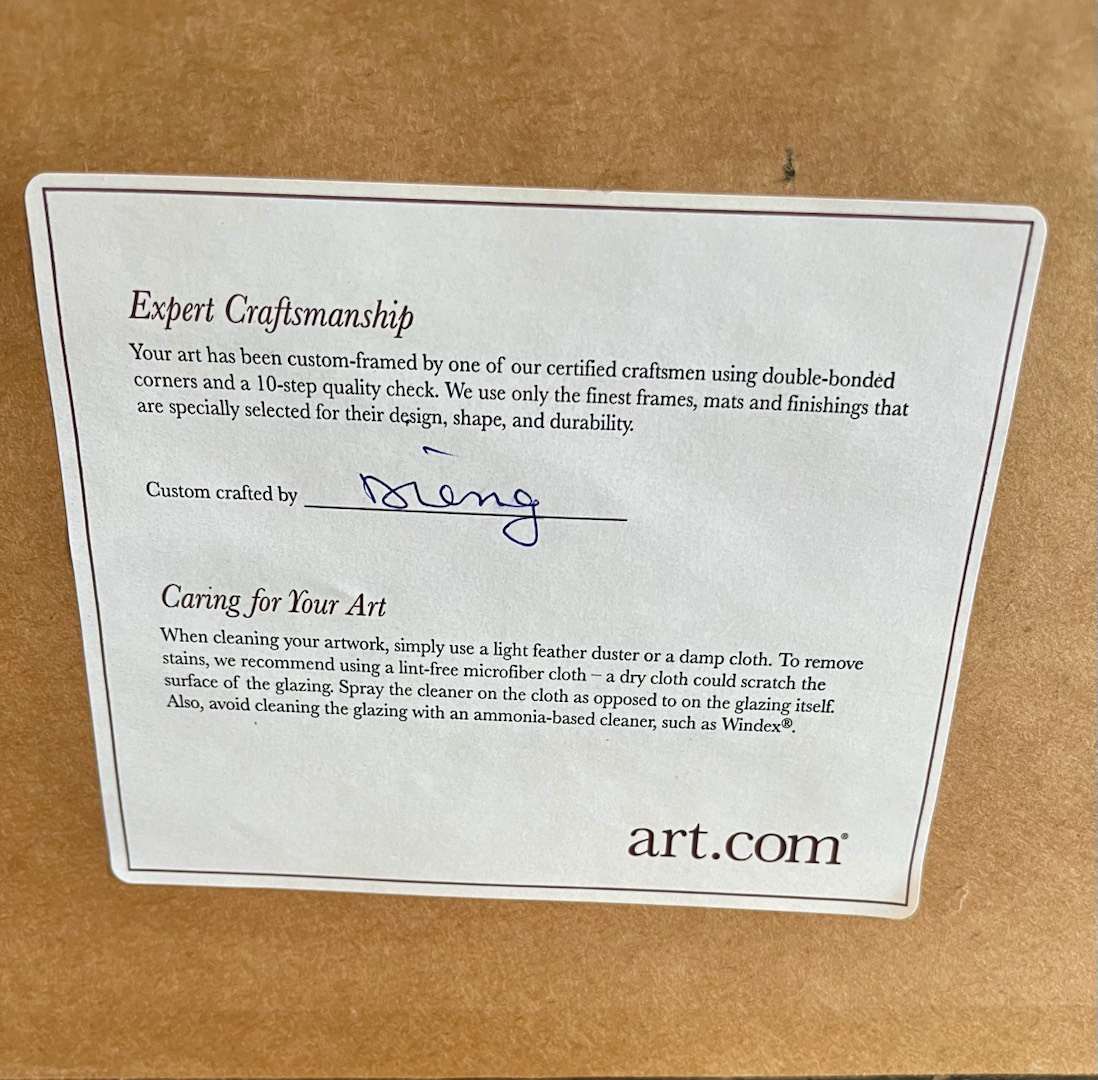 Expert Craftsmanship
Your art has been custom-framed by one of our certified craftsmen using double-bonded
corners and a 10-step quality check. We use only the finest frames, mats and finishings that
are specially selected for their design, shape, and durability.
Custom crafted by
Caring for Your Art
When cleaning your artwork, simply use a light feather duster or a damp cloth. To remove
stains, we recommend using a lint-free microfiber cloth – a dry cloth could scratch the
surface of the glazing. Spray the cleaner on the cloth as opposed to on the glazing itself.
Also, avoid cleaning the glazing with an ammonia-based cleaner, such as Windex®.
art.com®